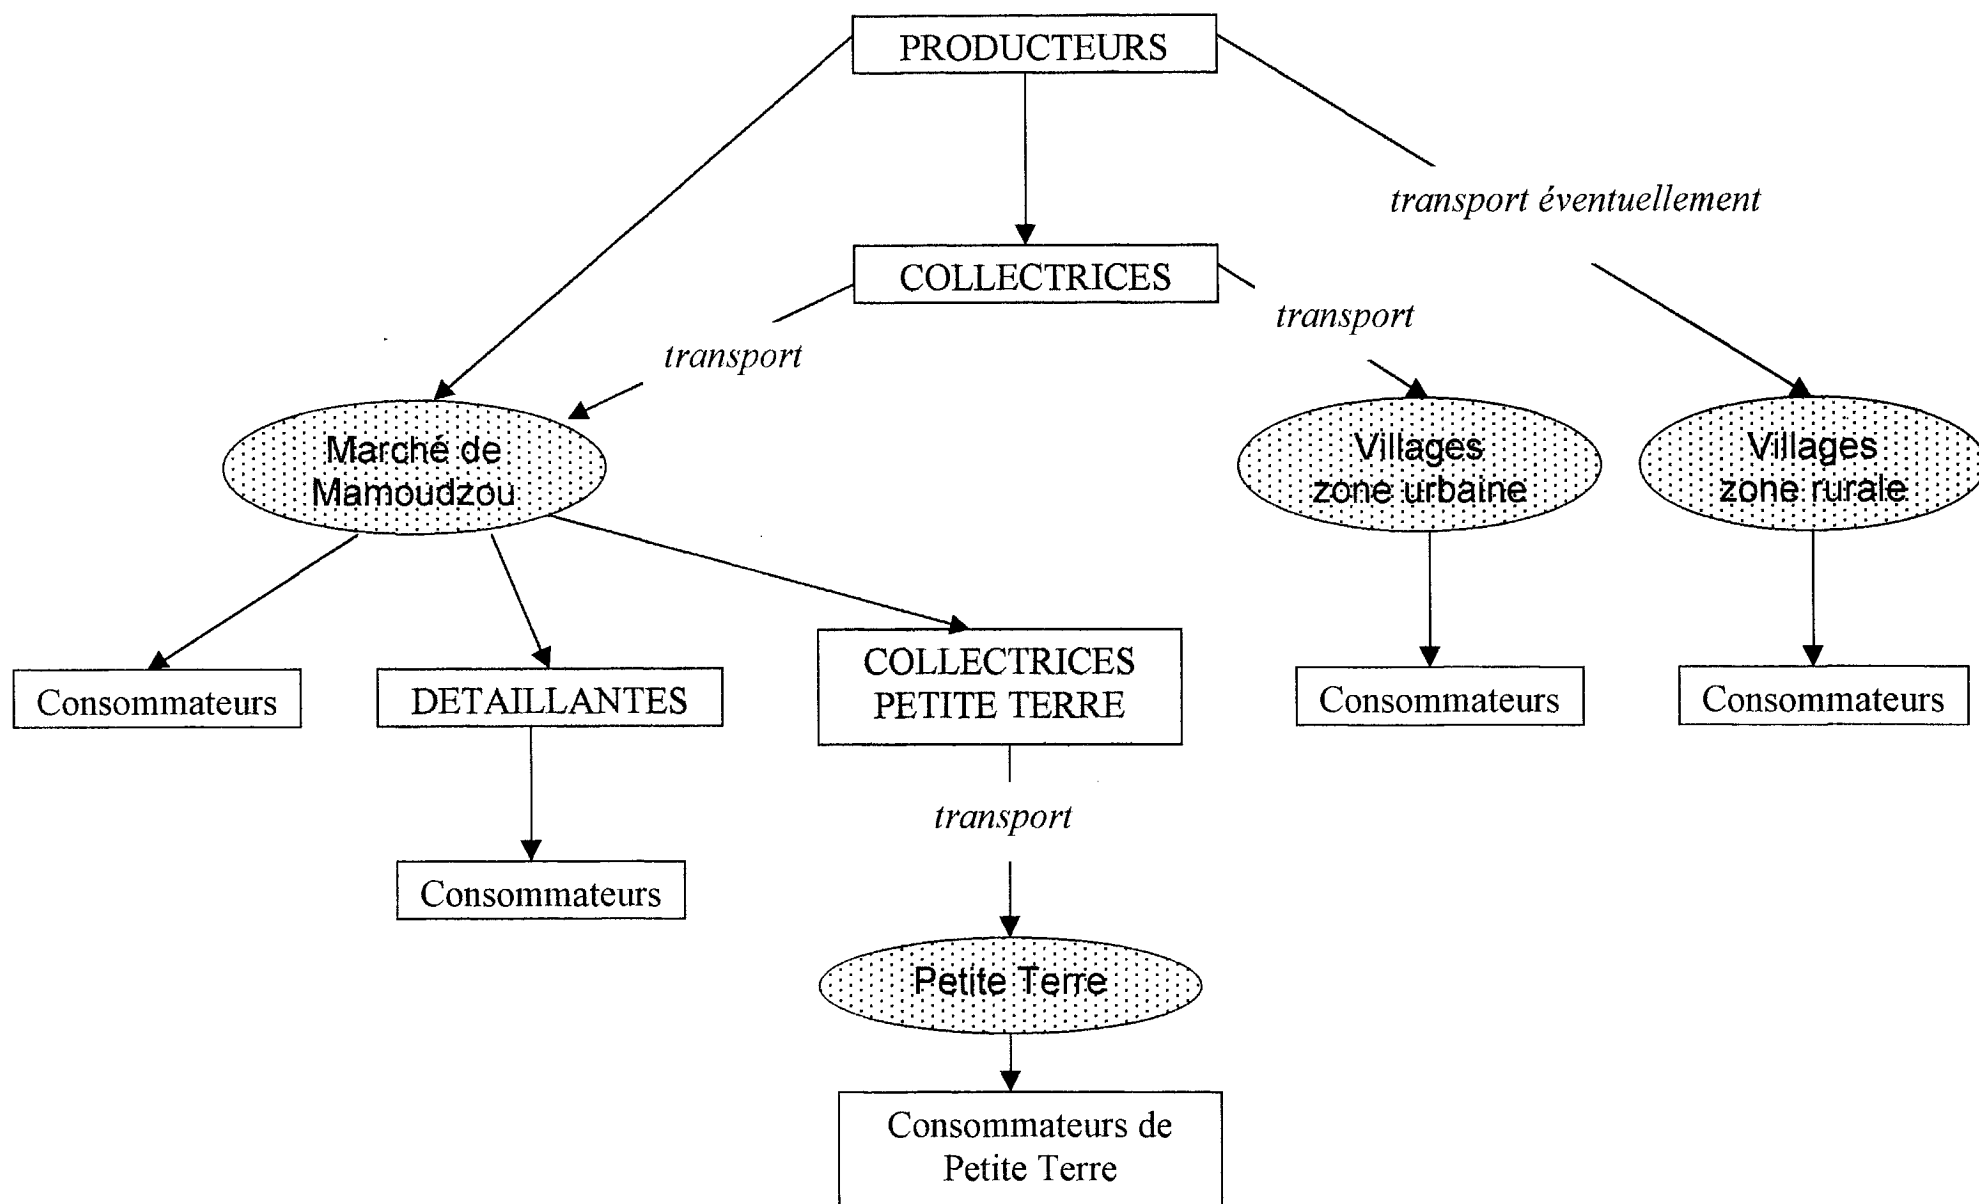 PRODUCTEURS
transport éventuellement
COLLECTRICES
transport
transport
Marché de
Mamoudzou
Villages
zone urbaine
Villages
zone rurale
Consommateurs
DETAILLANTES
COLLECTRICES
PETITE TERRE
Consommateurs
Consommateurs
transport
Consommateurs
Petite Terre
Consommateurs de
Petite Terre